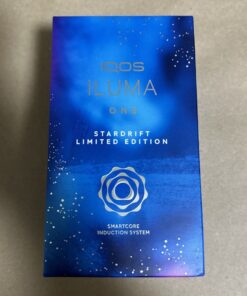 IQOS
ILUMA
ONE
STARDRIFT
LIMITED EDITION
SMARTCORE
INDUCTION SYSTEM